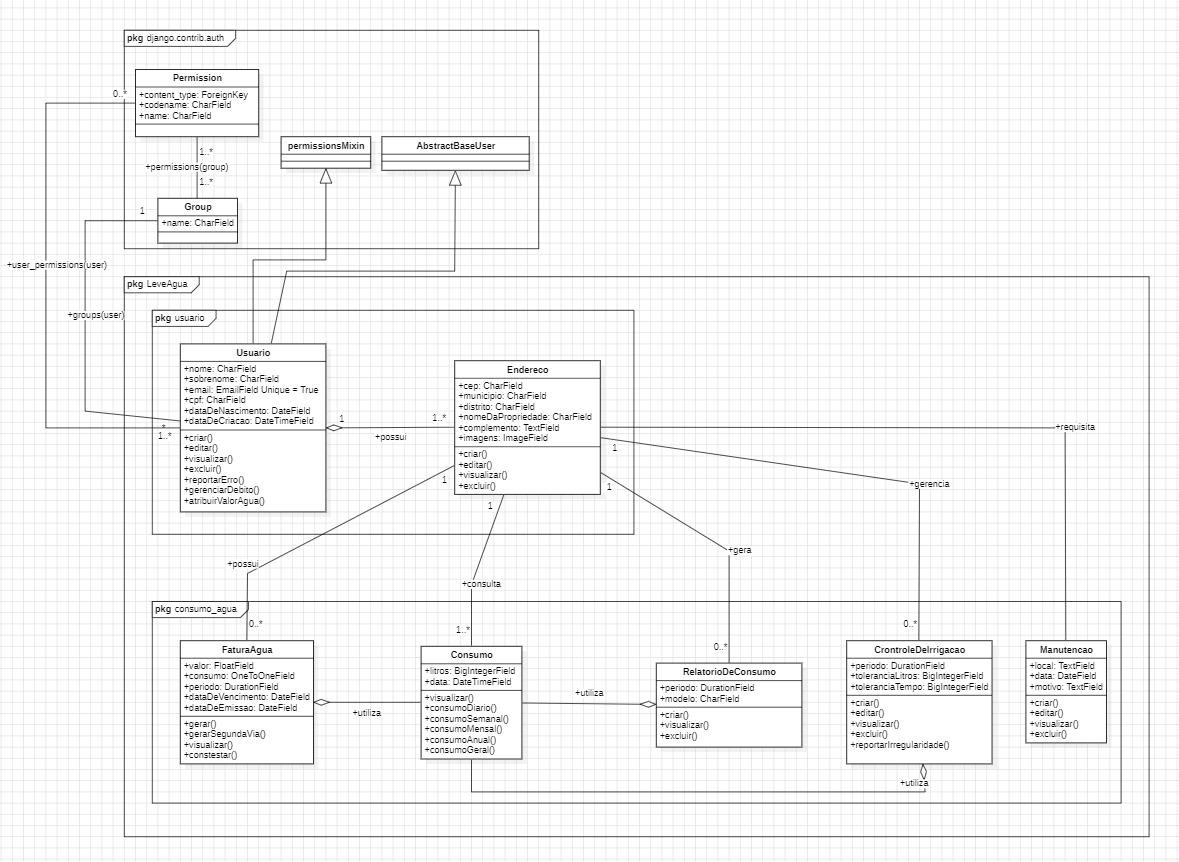 pkg django.contrib.auth
Permission
+content_type: ForeignKey
+codename: CharField
+name: CharField
0..*
1..*
+permissions(group)
1..*
permissionsMixin
AbstractBaseUser
Group
+name: CharField
1
+user_permissions(user)
+groups(user)
pkg LeveAgua
pkg usuario
Usuario
+nome: CharField
+sobrenome: CharField
+email: EmailField Unique = True
+cpf: CharField
+dataDeNascimento: DateField
+dataDeCriacao: DateTimeField
+criar()
+editar()
+visualizar()
+excluir()
+reportarErro()
+gerenciarDebito()
+atribuirValorAgua()
*
1..*
1
+possui
1..*
Endereco
+cep: CharField
+municipio: CharField
+distrito: CharField
+nomeDaPropriedade: CharField
+complemento: TextField
+imagens: ImageField
+criar()
+editar()
+visualizar()
+excluir()
1
1
1
1
+requisita
+gerencia
+gera
+possui
+consulta
pkg consumo_agua
0..*
1..*
0..*
0..*
FaturaAgua
+valor: FloatField
+consumo: OneToOneField
+periodo: DurationField
+dataDeVencimento: DateField
+dataDeEmissao: DateField
+gerar()
+gerarSegundaVia()
+visualizar()
+constestar()
+utiliza
Consumo
+litros: BigIntegerField
+data: DateTimeField
+visualizar()
+consumoDiario()
+consumoSemanal()
+consumoMensal()
+consumoAnual()
+consumoGeral()
+utiliza
RelatorioDeConsumo
+periodo: DurationField
+modelo: CharField
+criar()
+visualizar()
+excluir()
CrontroleDeIrrigacao
+periodo: DurationField
+toleranciaLitros: BigIntegerField
+toleranciaTempo: BigIntegerField
+criar()
+editar()
+visualizar()
+excluir()
+reportarIrregularidade()
+utiliza
Manutencao
+local: TextField
+data: DateField
+motivo: TextField
+criar()
+editar()
+visualizar()
+excluir()